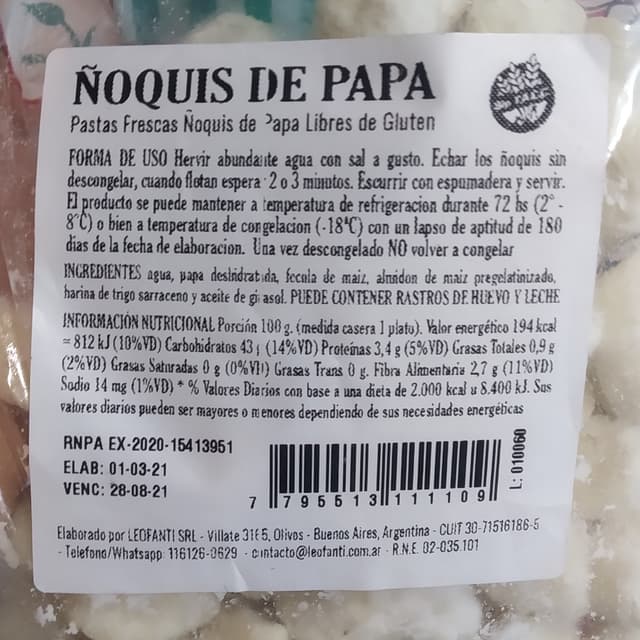 ÑOQUIS DE PAPA
Pastas Frescas Ñoquis de Papa Libres de Gluten
FORMA DE USO Hervir abundante agua con sal a gusto. Echar los ñoquis sin
descongelar, cuando flotan espera 2 o 3 minutos. Escurrir con espumadera y servir.
El producto se puede mantener a temperatura de refrigeracion durante 72 hs (2° -
8°C) o bien a temperatura de congelacion (-18°C) con un lapso de aptitud de 180
dias de la fecha de elaboracion. Una vez descongelado NO volver a congelar
INGREDIENTES agua, papa deshidratada, fecula de maiz, almidon de maiz pregelatinizado,
harina de trigo sarraceno y aceite de girasol. PUEDE CONTENER RASTROS DE HUEVO Y LECHE
INFORMACIÓN NUTRICIONAL Porción 100 g. (medida casera 1 plato). Valor energético 194 kcal
= 812 kJ (10%VD) Carbohidratos 43 g (14%VD) Proteínas 3,4 g (5%VD) Grasas Totales 0,9 g
(2%VD) Grasas Saturadas 0 g (0%VD) Grasas Trans 0 g. Fibra Alimentaria 2,7 g (11%VD)
Sodio 14 mg (1%VD) * % Valores Diarios con base a una dieta de 2.000 kcal u 8.400 kJ. Sus
valores diarios pueden ser mayores o menores dependiendo de sus necesidades energéticas
RNPA EX-2020-15413951
ELAB: 01-03-21
VENC: 28-08-21
7 795513 111109
L: 010060
Elaborado por LEOFANTI SRL - Villate 3165, Olivos - Buenos Aires, Argentina - CUIT 30-71516186-5
- Telefono/Whatsapp: 116126-0629 - contacto@leofanti.com.ar - R.N.E. 02-035.101